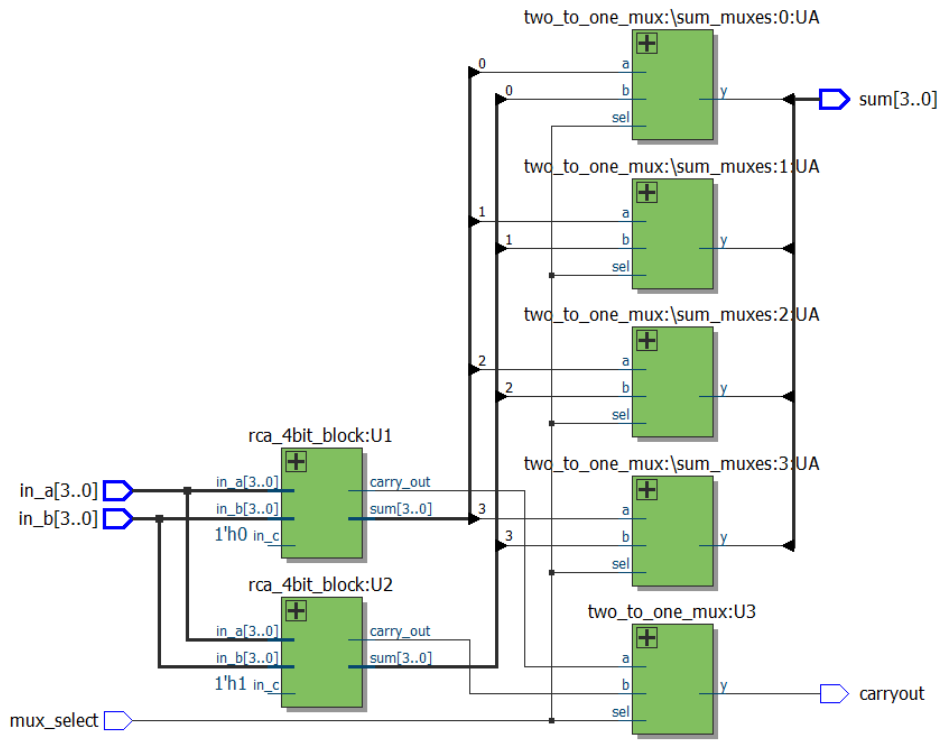 two_to_one_mux:\sum_muxes:0:UA
0
a
0
b
y
sum[3..0]
sel
two_to_one_mux:\sum_muxes:1:UA
1
a
1
b
y
sel
two_to_one_mux:\sum_muxes:2:UA
2
a
2
b
y
sel
rca_4bit_block:U1
two_to_one_mux:\sum_muxes:3:UA
in_a[3..0]
in_a[3..0]
carry_out
in_b[3..0]
in_b[3..0]
sum[3..0]
3
a
1'h0 in_c
3
b
y
sel
rca_4bit_block:U2
two_to_one_mux:U3
in_a[3..0]
carry_out
in_b[3..0]
sum[3..0]
a
1'h1 in_c
b
y
carryout
mux_select
sel